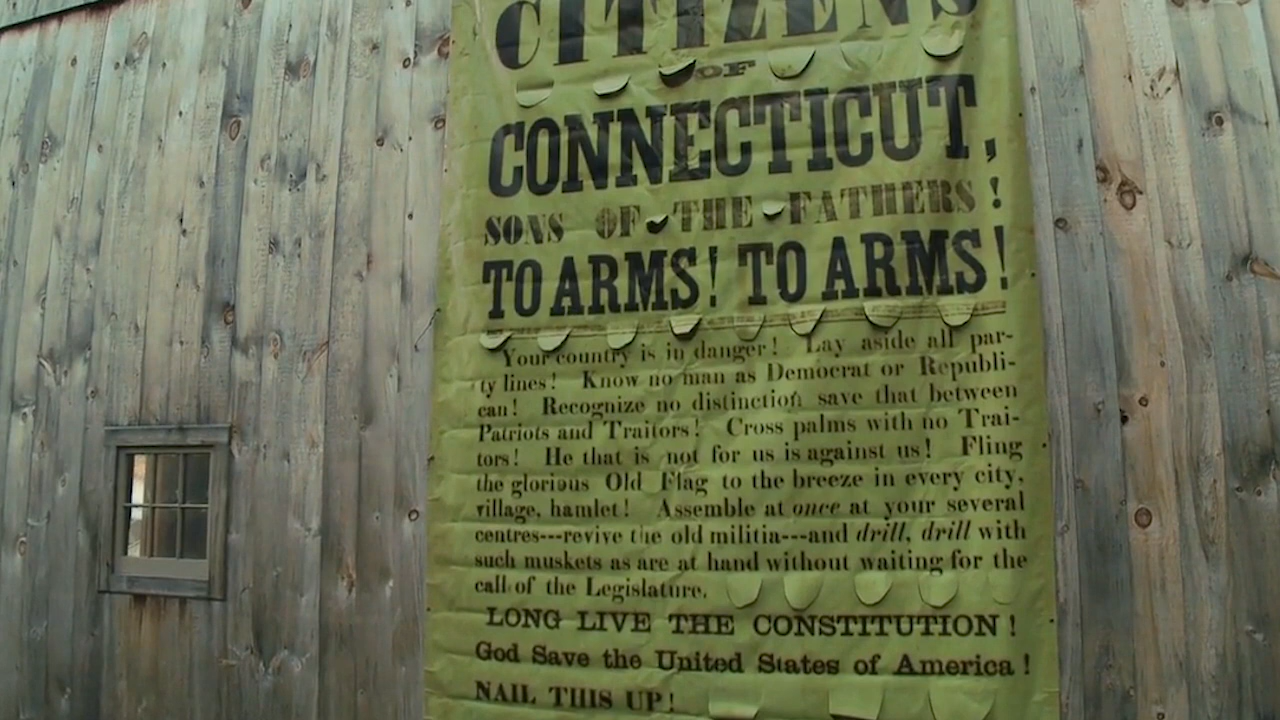 CITIZENS
OF
CONNECTICUT,
SONS OF THE FATHERS!
TO ARMS! TO ARMS!
Your country is in danger! Lay aside all par-
ty lines! Know no man as Democrat or Republi-
can! Recognize no distinction save that between
Patriots and Traitors! Cross palms with no Trai-
tors! He that is not for us is against us! Fling
the glorious Old Flag to the breeze in every city,
village, hamlet! Assemble at once at your several
centres---revive the old militia---and drill, drill with
such muskets as are at hand without waiting for the
call of the Legislature.
LONG LIVE THE CONSTITUTION!
God Save the United States of America!
NAIL THIS UP!